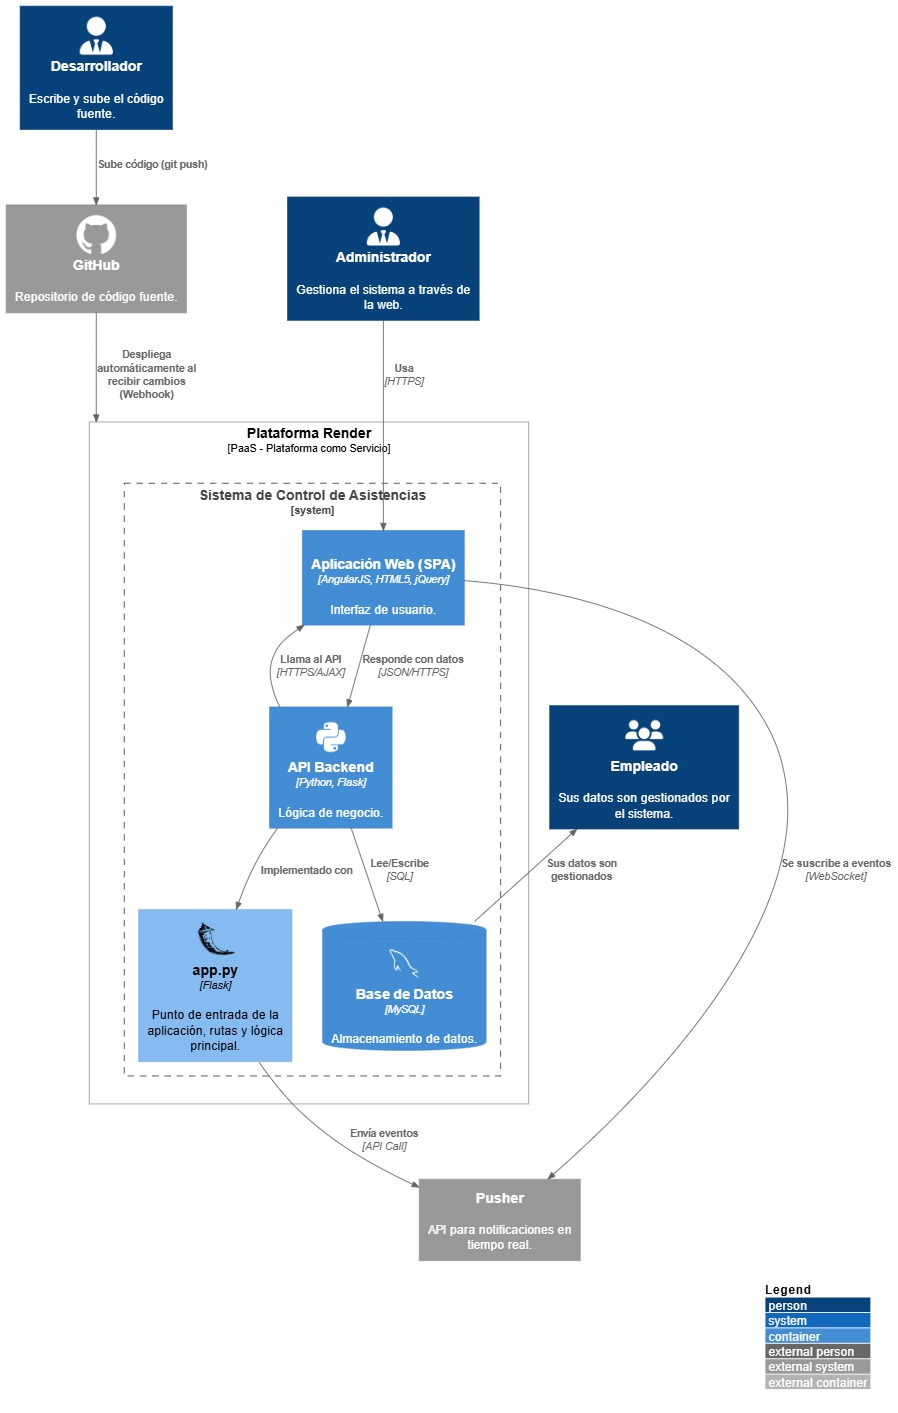 Desarrollador
Escribe y sube el código
fuente.
Sube código (git push)
GitHub
Repositorio de código fuente.
Administrador
Gestiona el sistema a través de
la web.
Despliega
automáticamente al
recibir cambios
(Webhook)
Usa
[HTTPS]
Plataforma Render
[PaaS - Plataforma como Servicio]
Sistema de Control de Asistencias
[system]
Aplicación Web (SPA)
[AngularJS, HTML5, jQuery]
Interfaz de usuario.
Llama al API
[HTTPS/AJAX]
Responde con datos
[JSON/HTTPS]
API Backend
[Python, Flask]
Lógica de negocio.
Empleado
Sus datos son gestionados por
el sistema.
Implementado con
Lee/Escribe
[SQL]
Sus datos son
gestionados
Se suscribe a eventos
[WebSocket]
app.py
[Flask]
Punto de entrada de la
aplicación, rutas y lógica
principal.
Base de Datos
[MySQL]
Almacenamiento de datos.
Envía eventos
[API Call]
Pusher
API para notificaciones en
tiempo real.
Legend
person
system
container
external person
external system
external container